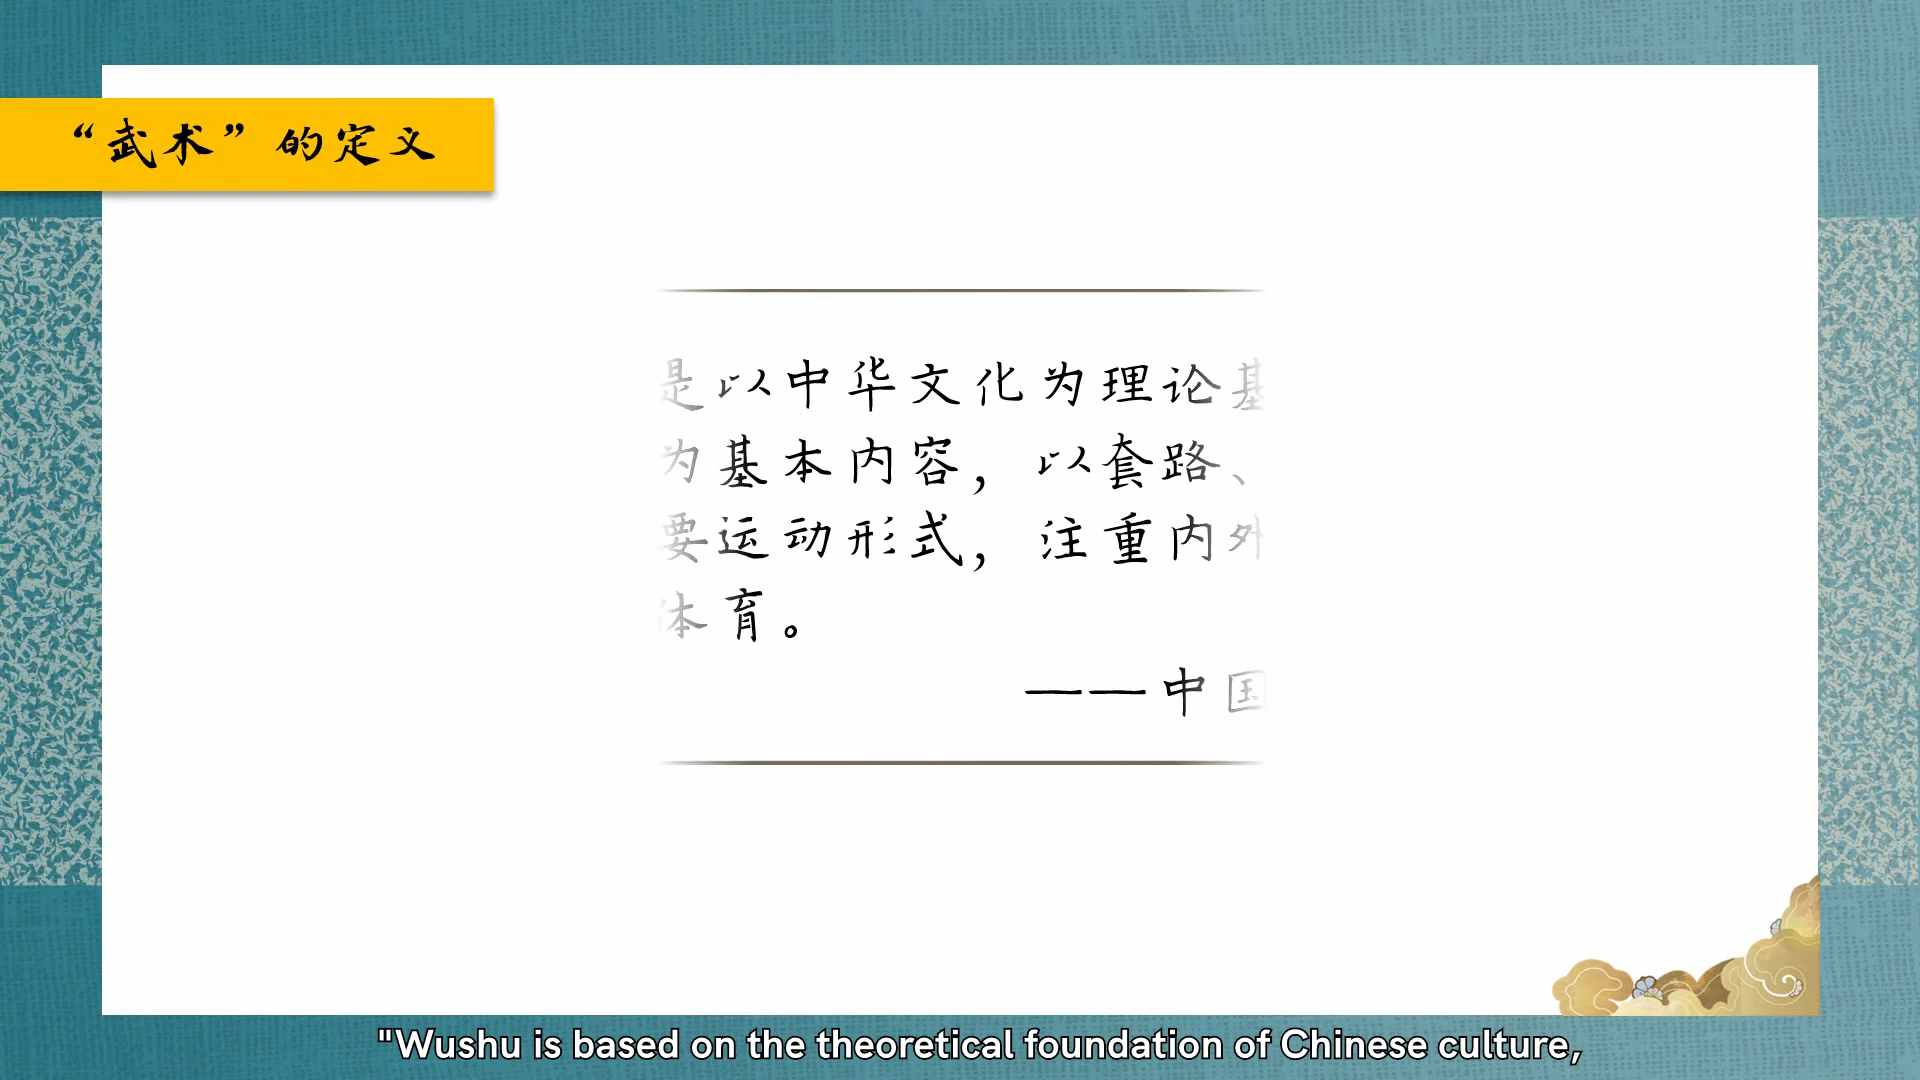 “武术”的定义
是以中华文化为理论基
为基本内容，以套路、
要运动形式，注重内外
体育。
——中国
"Wushu is based on the theoretical foundation of Chinese culture,